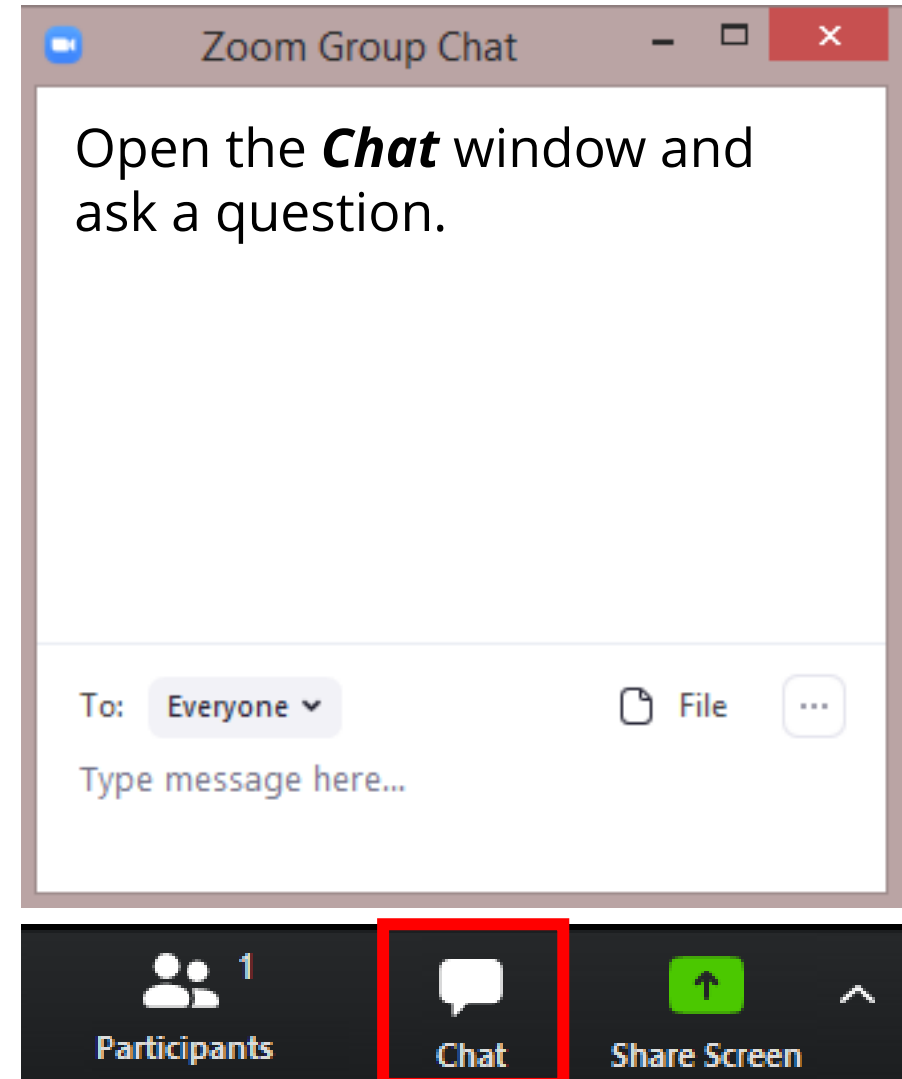 Zoom Group Chat
Open the Chat window and
ask a question.
To: Everyone File
Type message here...
1
Participants Chat Share Screen